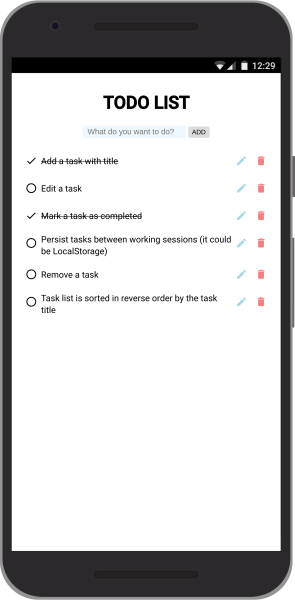 12:29
TODO LIST
What do you want to do?
ADD
Add a task with title
Edit a task
Mark a task as completed
Persist tasks between working sessions (it could
be LocalStorage)
Remove a task
Task list is sorted in reverse order by the task
title